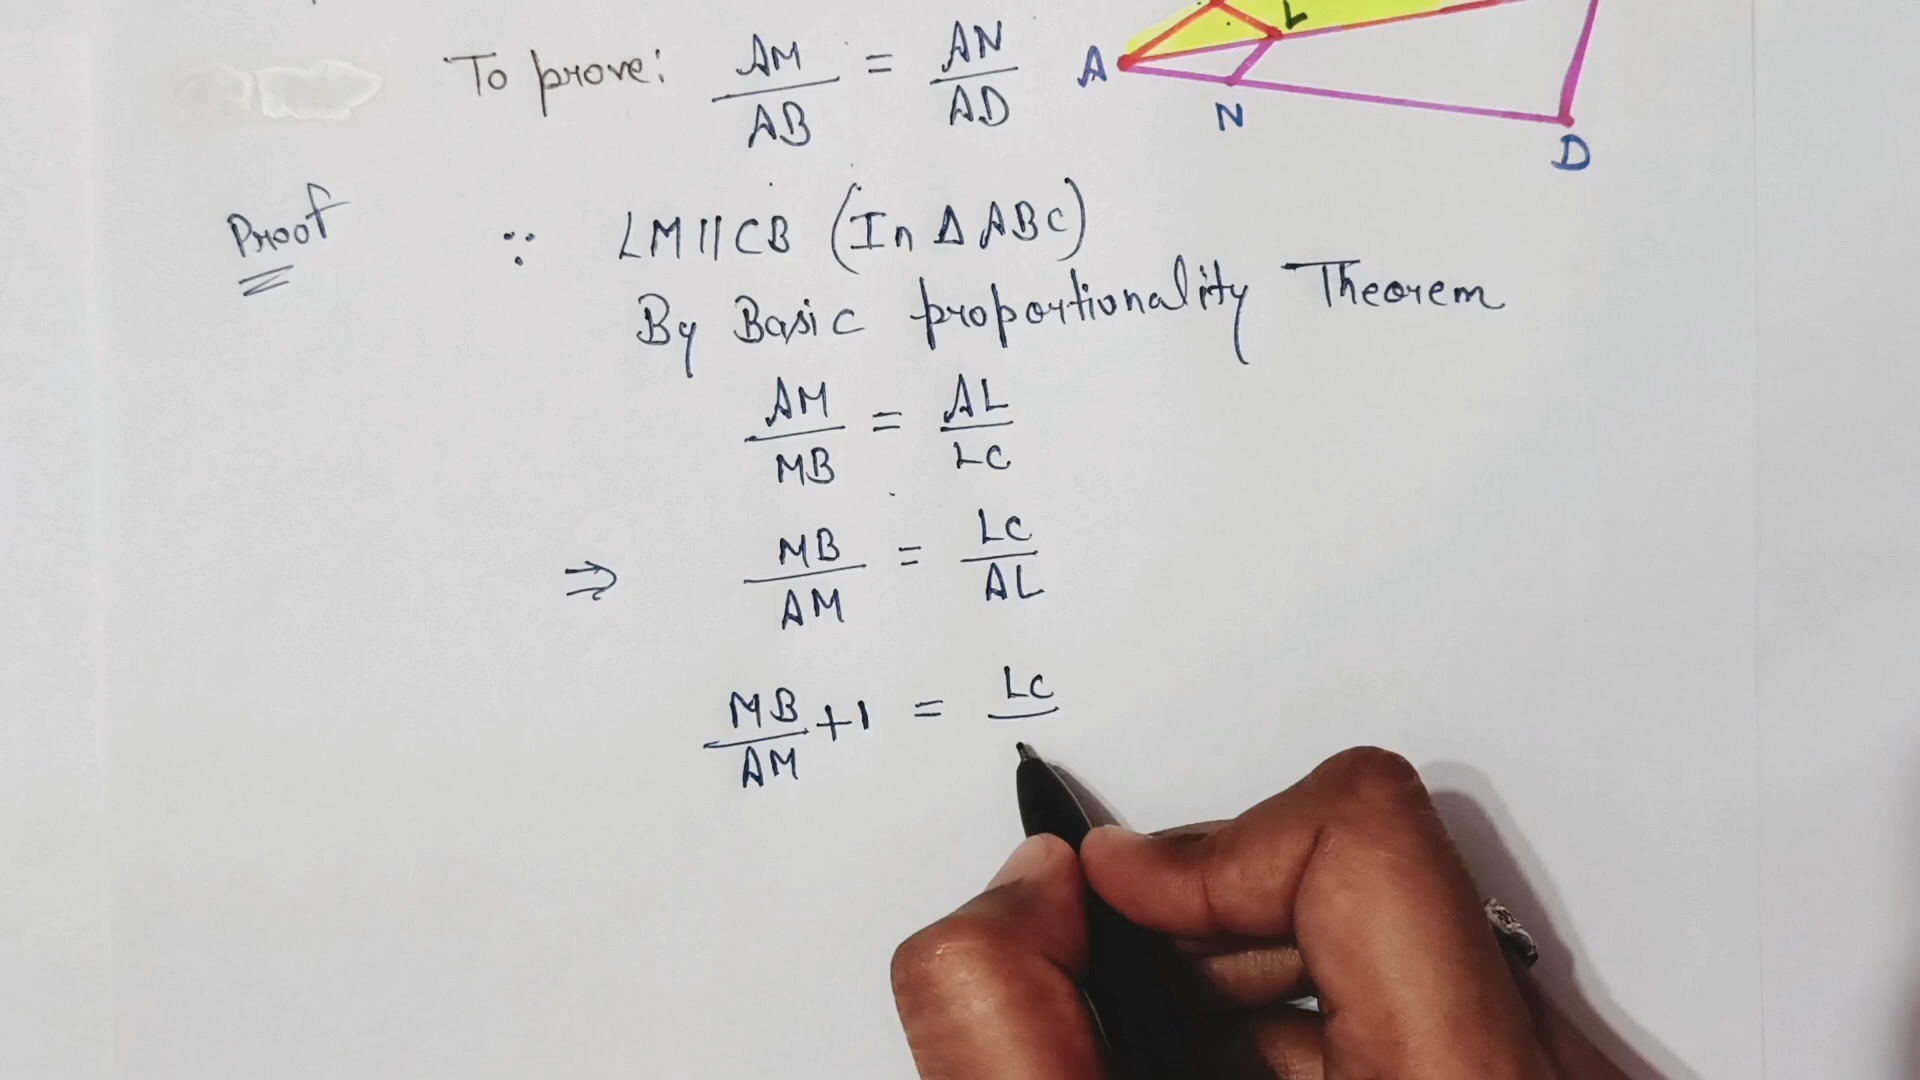 To prove: AM/AB = AN/AD
L
A
N
D
Proof ∵ LM||CB (In Δ ABC)
By Basic proportionality Theorem
AM/MB = AL/LC
⇒ MB/AM = LC/AL
MB/AM +1 = LC